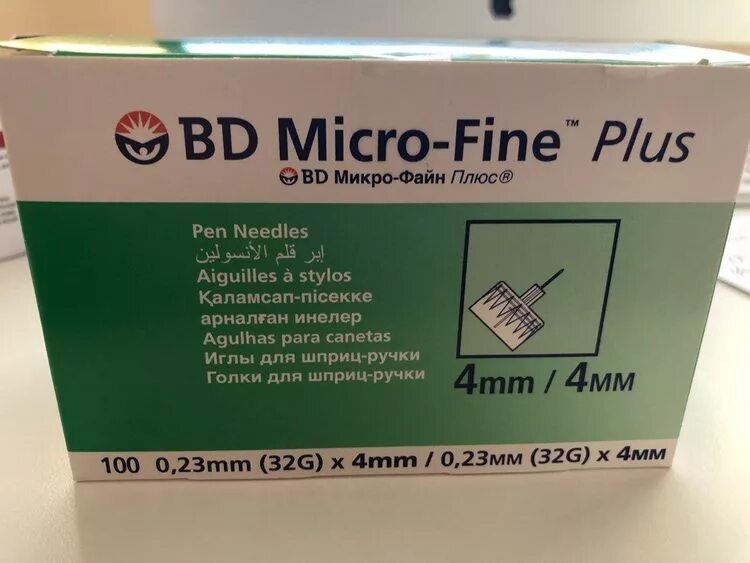 BD Micro-Fine™ Plus
BD Микро-Файн Плюс®
Pen Needles
إبر قلم الأنسولين
Aiguilles à stylos
Қаламсап-пісекке
арналған инелер
Agulhas para canetas
Иглы для шприц-ручки
Голки для шприц-ручки
4mm / 4мм
100 0,23mm (32G) x 4mm / 0,23мм (32G) x 4мм